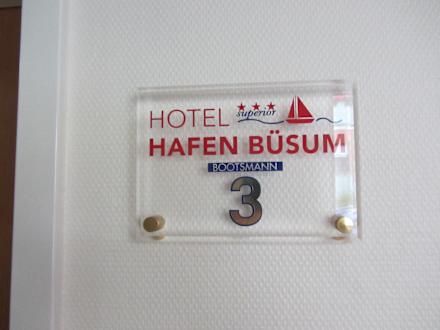 HOTEL superior
HAFEN BÜSUM
BOOTSMANN
3